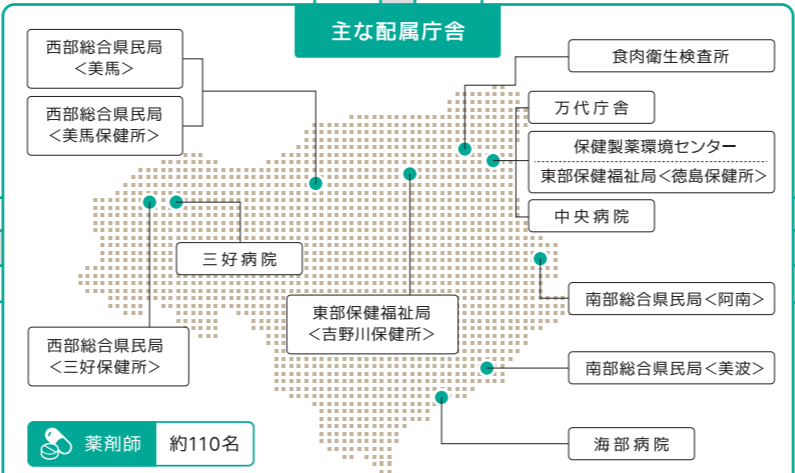 主な配属庁舎
西部総合県民局
<美馬>
西部総合県民局
<美馬保健所>
食肉衛生検査所
万代庁舎
保健製薬環境センター
東部保健福祉局<徳島保健所>
中央病院
三好病院
東部保健福祉局
<吉野川保健所>
南部総合県民局<阿南>
西部総合県民局
<三好保健所>
南部総合県民局<美波>
海部病院
薬剤師 約110名